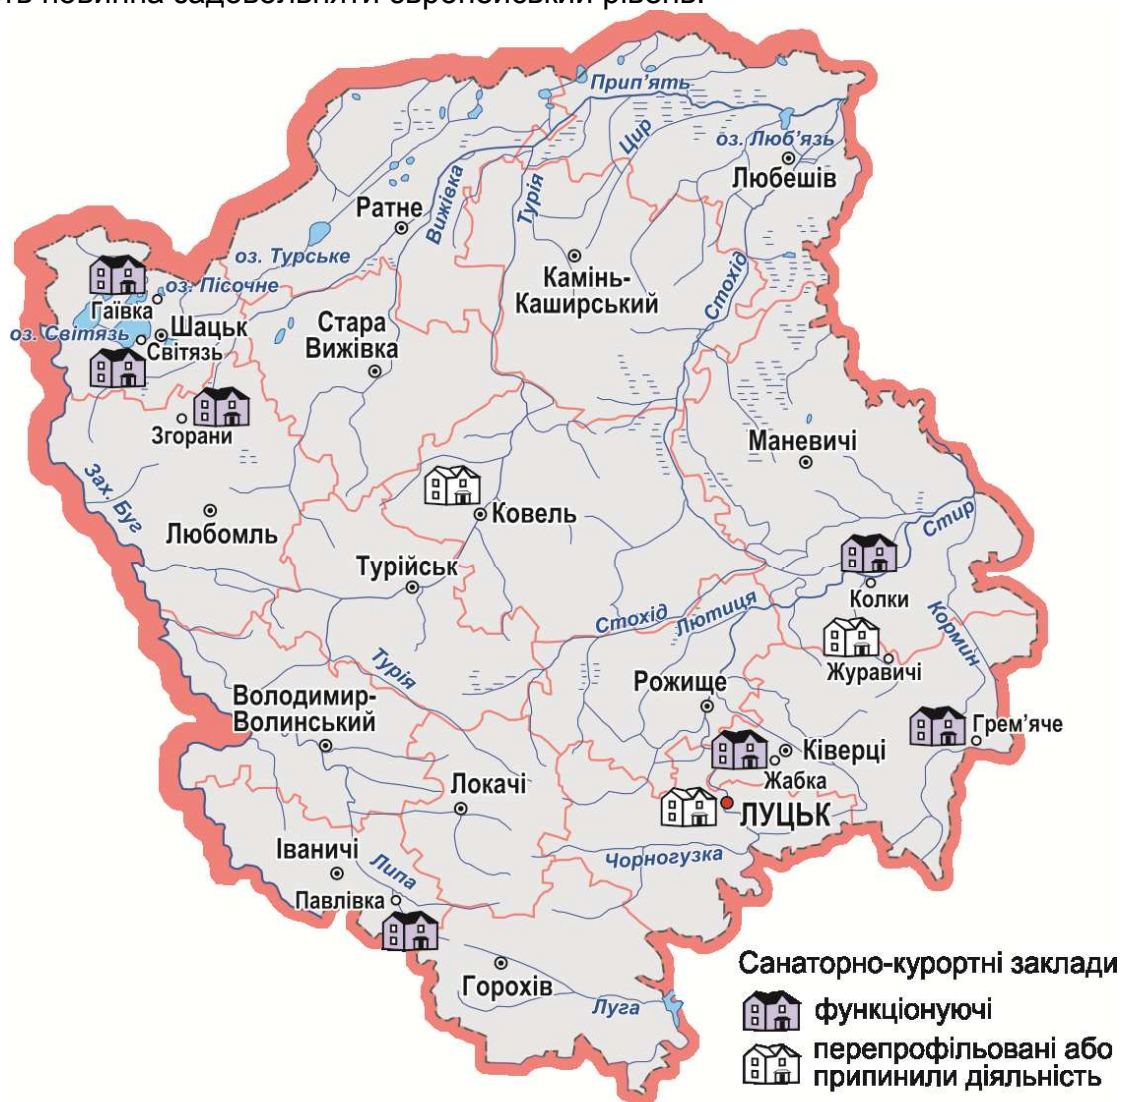 ть повинна задовольняти європейський рівень.
Прип’ять
Цир
оз. Люб’язь
Любешів
Вижівка
Турія
Ратне
оз. Турське
Камінь-
Каширський
Стохід
оз. Пісочне
Гаївка
оз. Світязь
Шацьк
Світязь
Стара
Вижівка
Згорани
Маневичі
Зах. Буг
Ковель
Любомль
Стир
Турійськ
Колки
Стохід
Лютиця
Кормин
Журавичі
Турія
Рожище
Володимир-
Волинський
Грем’яче
Ківерці
Жабка
Локачі
ЛУЦЬК
Іваничі
Липа
Чорногузка
Павлівка
Горохів
Луга
Санаторно-курортні заклади
функціонуючі
перепрофільовані або
припинили діяльність